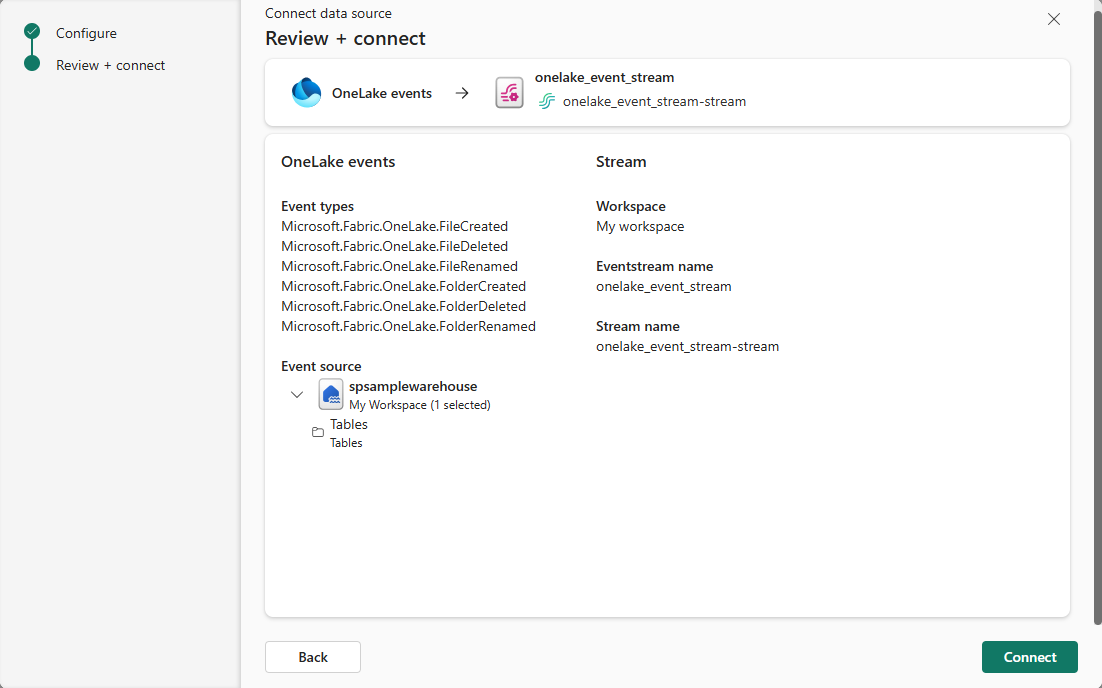 Configure
Review + connect
Connect data source
Review + connect
OneLake events
onelake_event_stream
onelake_event_stream-stream
OneLake events
Event types
Microsoft.Fabric.OneLake.FileCreated
Microsoft.Fabric.OneLake.FileDeleted
Microsoft.Fabric.OneLake.FileRenamed
Microsoft.Fabric.OneLake.FolderCreated
Microsoft.Fabric.OneLake.FolderDeleted
Microsoft.Fabric.OneLake.FolderRenamed
Event source
spsamplewarehouse
My Workspace (1 selected)
Tables
Tables
Stream
Workspace
My workspace
Eventstream name
onelake_event_stream
Stream name
onelake_event_stream-stream
Back
Connect